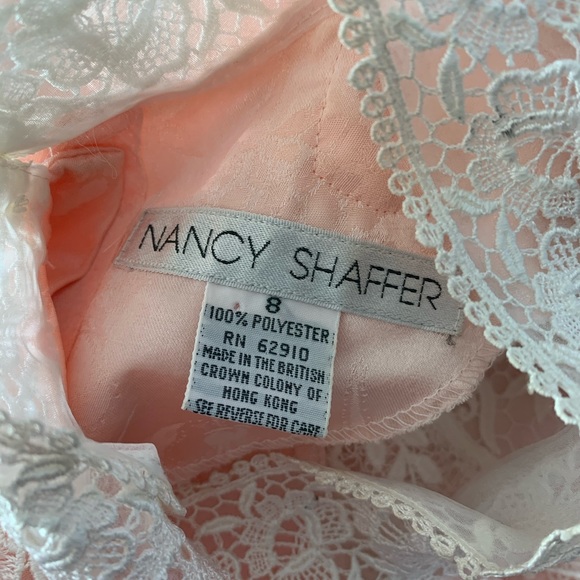 NANCY SHAFFER
8
100% POLYESTER
RN 62910
MADE IN THE BRITISH
CROWN COLONY OF
HONG KONG
SEE REVERSE FOR CARE